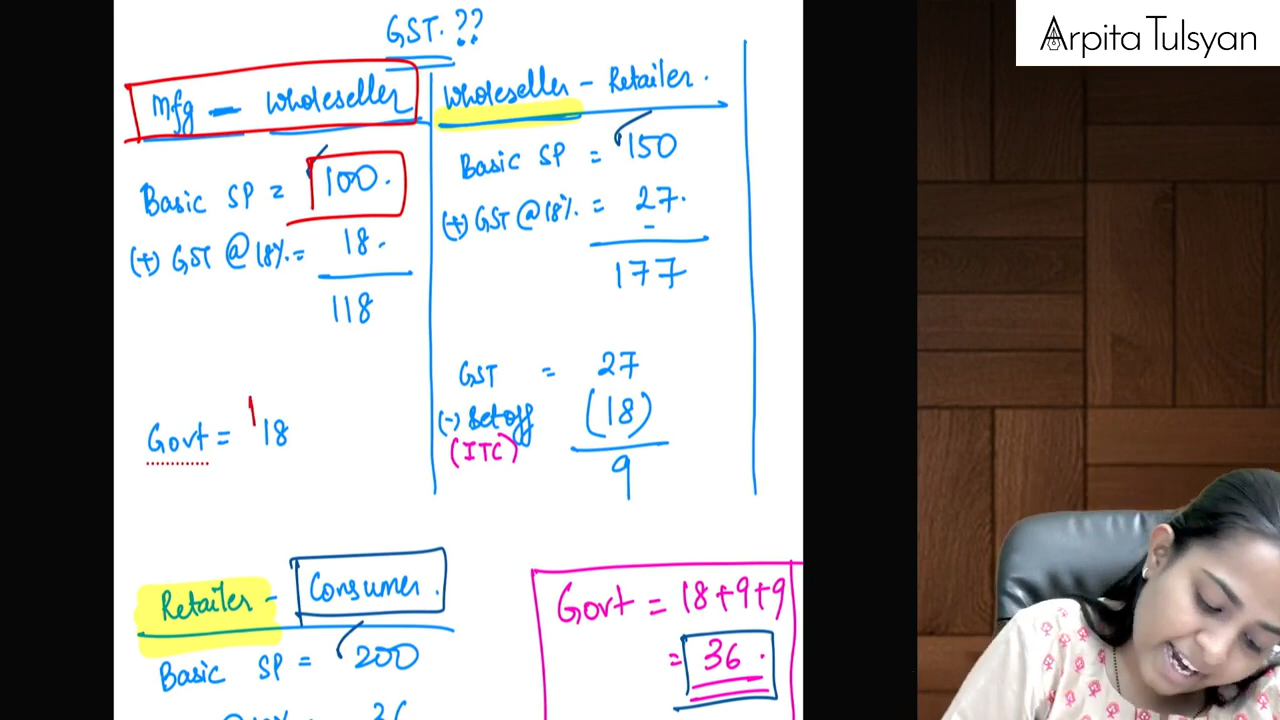 Arpita Tulsyan
GST.??
Mfg - Wholeseller
Basic SP = 100.
(+) GST @ 18%. = 18.
118
Govt = 18
Wholeseller - Retailer.
Basic SP = 150
(+) GST @ 18%. = 27.
177
GST = 27
(-) Setoff (18)
(ITC)
9
Retailer - Consumer.
Basic SP = 200
Govt = 18+9+9
= 36.